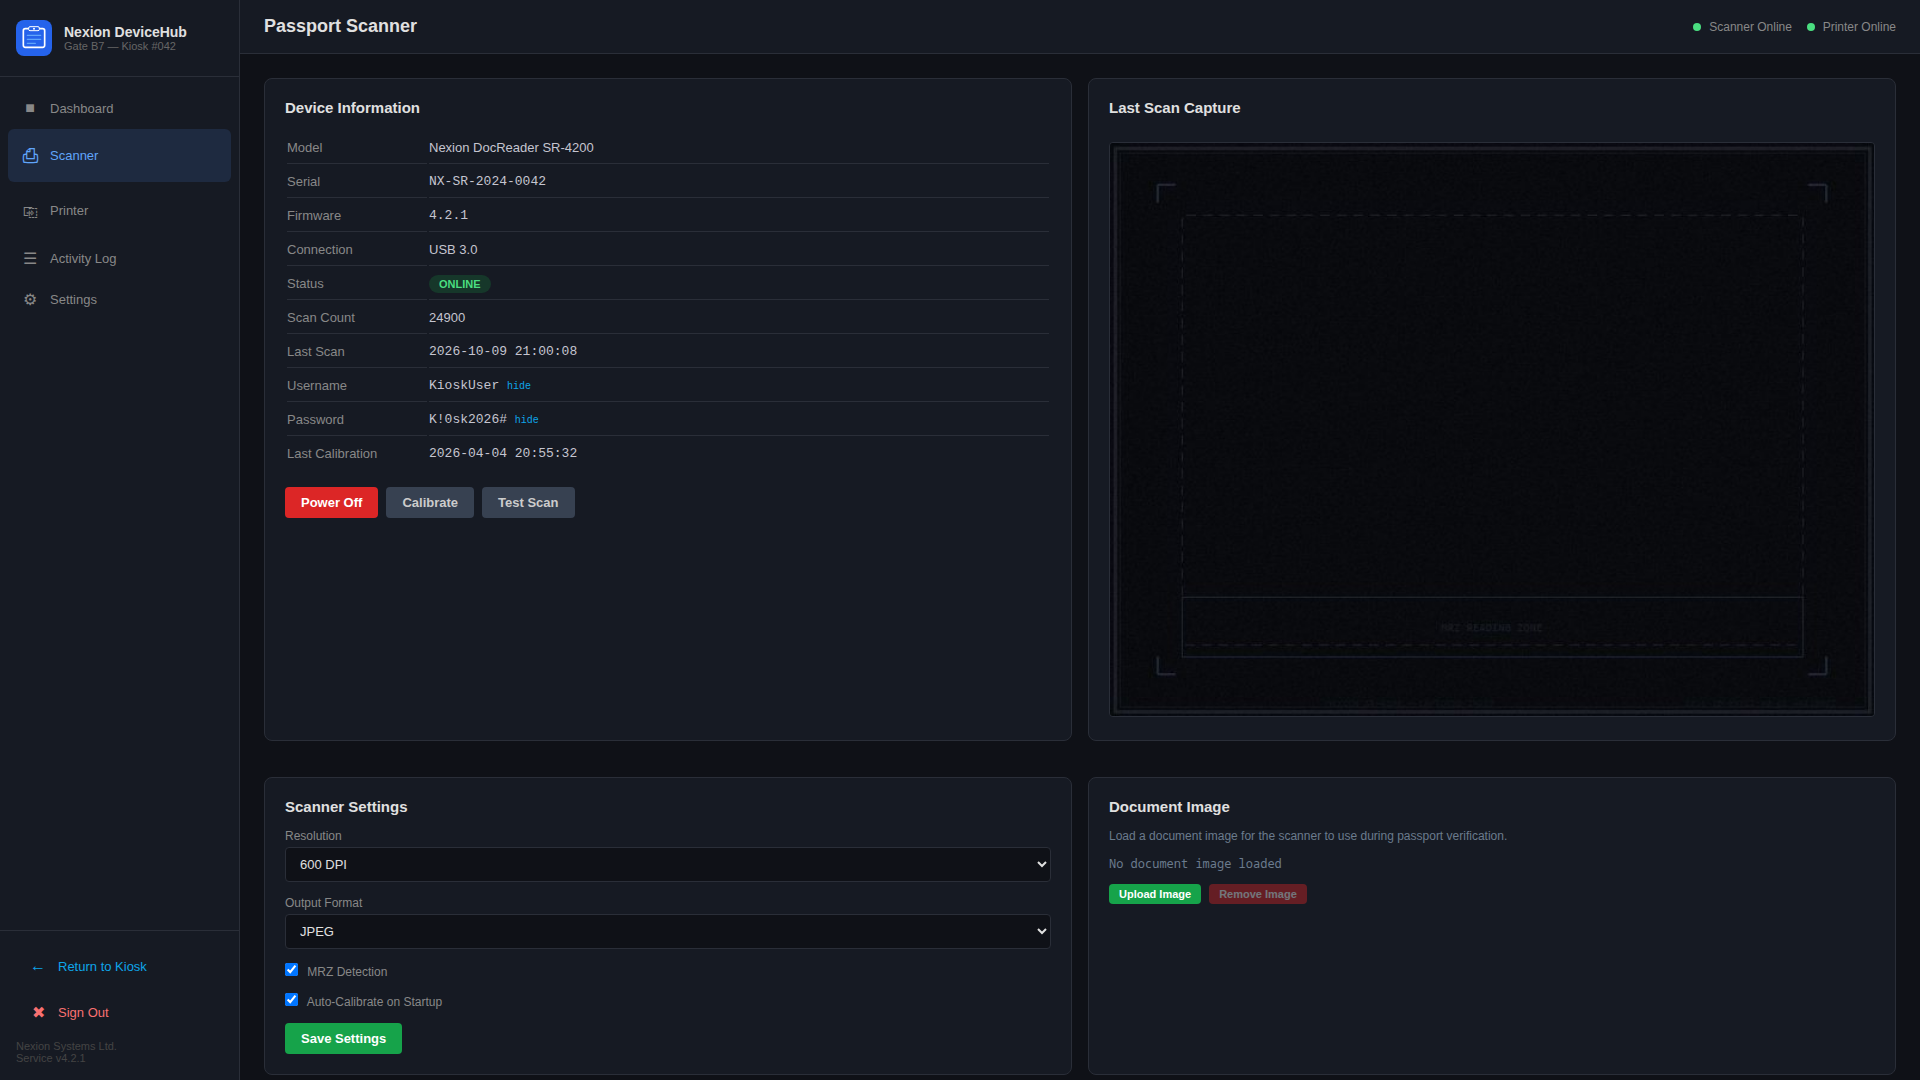 Nexion DeviceHub
Gate B7 — Kiosk #042
Dashboard
Scanner
Printer
Activity Log
Settings
Return to Kiosk
Sign Out
Nexion Systems Ltd.
Service v4.2.1
Passport Scanner
Scanner Online
Printer Online
Device Information
Model Nexion DocReader SR-4200
Serial NX-SR-2024-0042
Firmware 4.2.1
Connection USB 3.0
Status ONLINE
Scan Count 24900
Last Scan 2026-10-09 21:00:08
Username KioskUser hide
Password K!0sk2026# hide
Last Calibration 2026-04-04 20:55:32
Power Off Calibrate Test Scan
Last Scan Capture
MRZ READING ZONE
Scanner Settings
Resolution
600 DPI
Output Format
JPEG
MRZ Detection
Auto-Calibrate on Startup
Save Settings
Document Image
Load a document image for the scanner to use during passport verification.
No document image loaded
Upload Image Remove Image